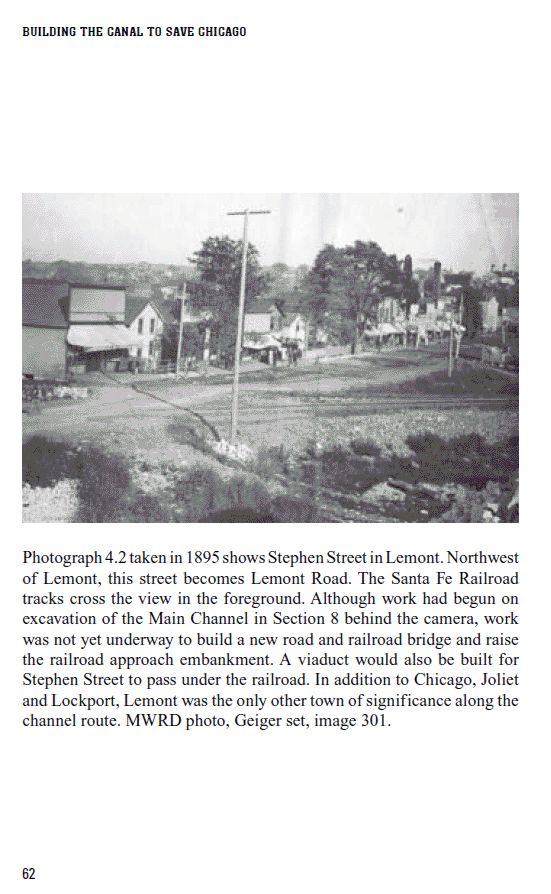 BUILDING THE CANAL TO SAVE CHICAGO
Photograph 4.2 taken in 1895 shows Stephen Street in Lemont. Northwest
of Lemont, this street becomes Lemont Road. The Santa Fe Railroad
tracks cross the view in the foreground. Although work had begun on
excavation of the Main Channel in Section 8 behind the camera, work
was not yet underway to build a new road and railroad bridge and raise
the railroad approach embankment. A viaduct would also be built for
Stephen Street to pass under the railroad. In addition to Chicago, Joliet
and Lockport, Lemont was the only other town of significance along the
channel route. MWRD photo, Geiger set, image 301.
62